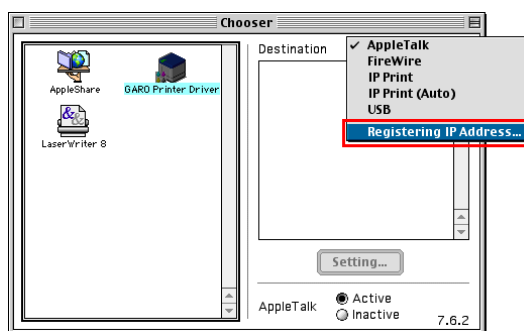 Chooser
AppleShare
GARO Printer Driver
LaserWriter 8
Destination
✓ AppleTalk
FireWire
IP Print
IP Print (Auto)
USB
Registering IP Address...
Setting...
AppleTalk
Active
Inactive
7.6.2